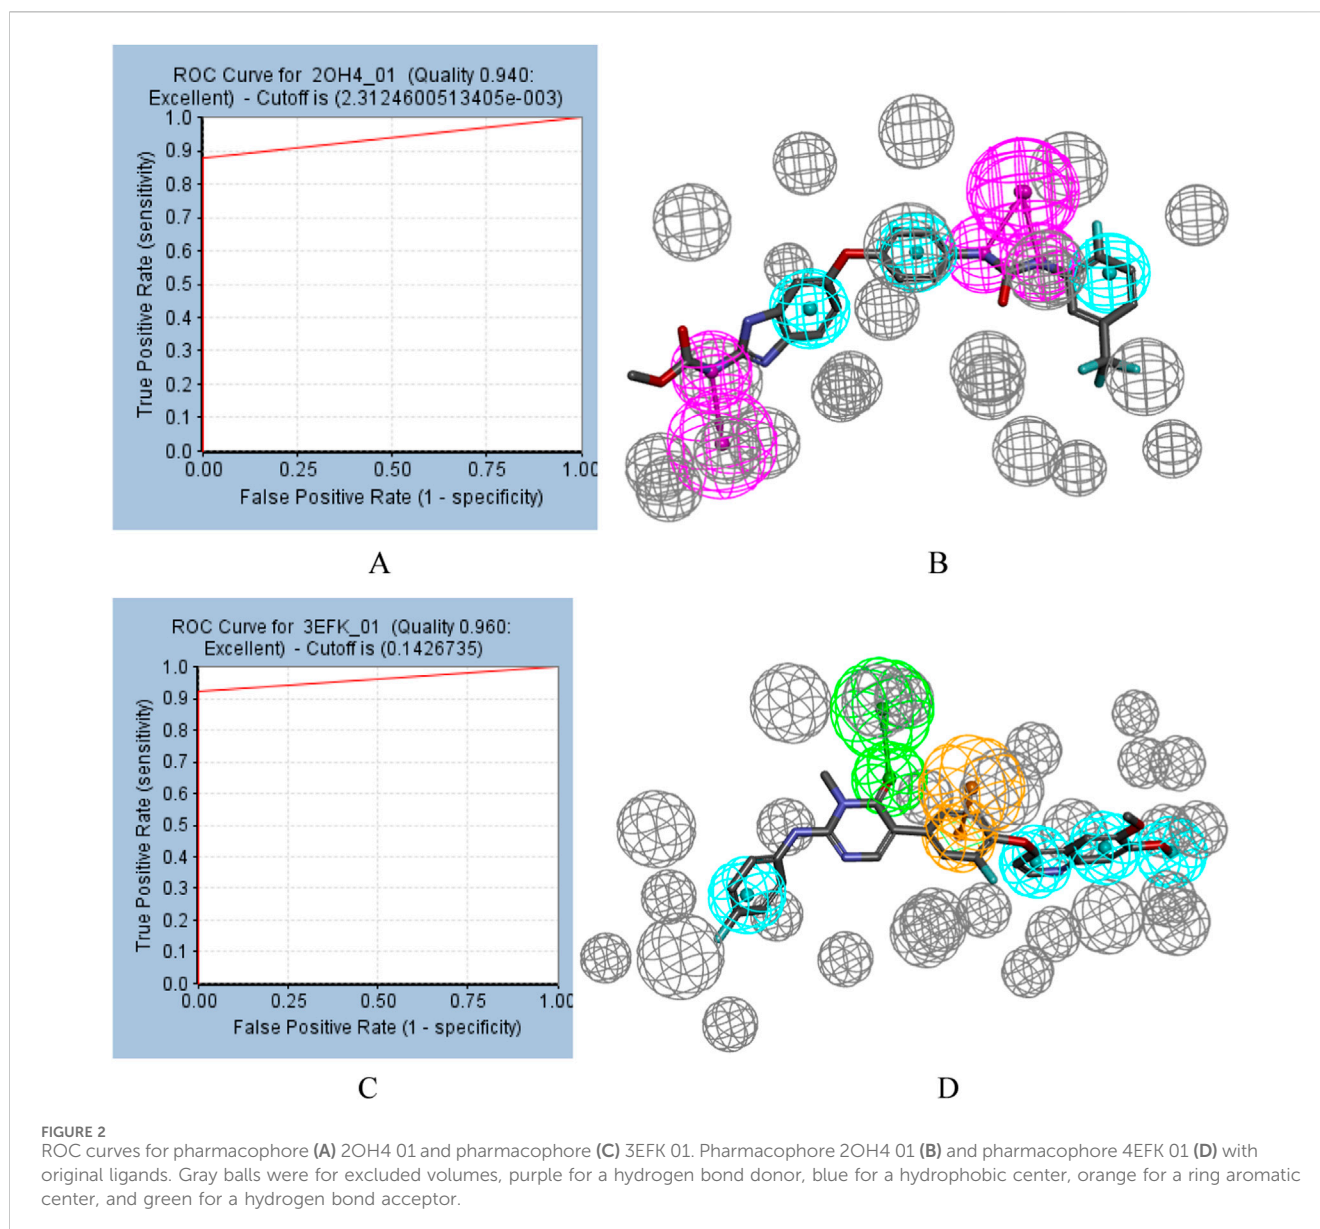 ROC Curve for 2OH4_01 (Quality 0.940:
Excellent) - Cutoff is (2.3124600513405e-003)
True Positive Rate (sensitivity)
1.0
0.9
0.8
0.7
0.6
0.5
0.4
0.3
0.2
0.1
0.0
0.00 0.25 0.50 0.75 1.00
False Positive Rate (1 - specificity)
A
B
ROC Curve for 3EFK_01 (Quality 0.960:
Excellent) - Cutoff is (0.1426735)
True Positive Rate (sensitivity)
1.0
0.9
0.8
0.7
0.6
0.5
0.4
0.3
0.2
0.1
0.0
0.00 0.25 0.50 0.75 1.00
False Positive Rate (1 - specificity)
C
D
FIGURE 2
ROC curves for pharmacophore (A) 2OH4 01 and pharmacophore (C) 3EFK 01. Pharmacophore 2OH4 01 (B) and pharmacophore 4EFK 01 (D) with
original ligands. Gray balls were for excluded volumes, purple for a hydrogen bond donor, blue for a hydrophobic center, orange for a ring aromatic
center, and green for a hydrogen bond acceptor.